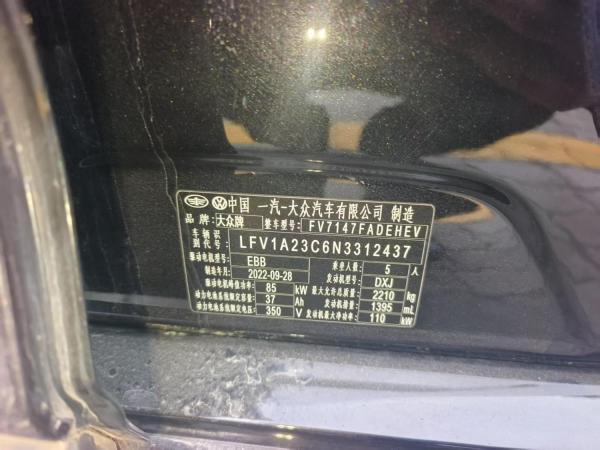 中国 一汽-大众汽车有限公司 制造
品牌 大众牌 整车型号 FV7147FADEHEV
车辆识别代号 LFV1A23C6N3312437
驱动电机型号 EBB 乘坐人数 5 人
制造年月 2022-09-28 发动机型号 DXJ
驱动电机峰值功率 85 kW 最大允许总质量 2210 kg
动力电池系统额定容量 37 Ah 发动机排量 1395 mL
动力电池系统额定电压 350 V 发动机最大净功率 110 kW